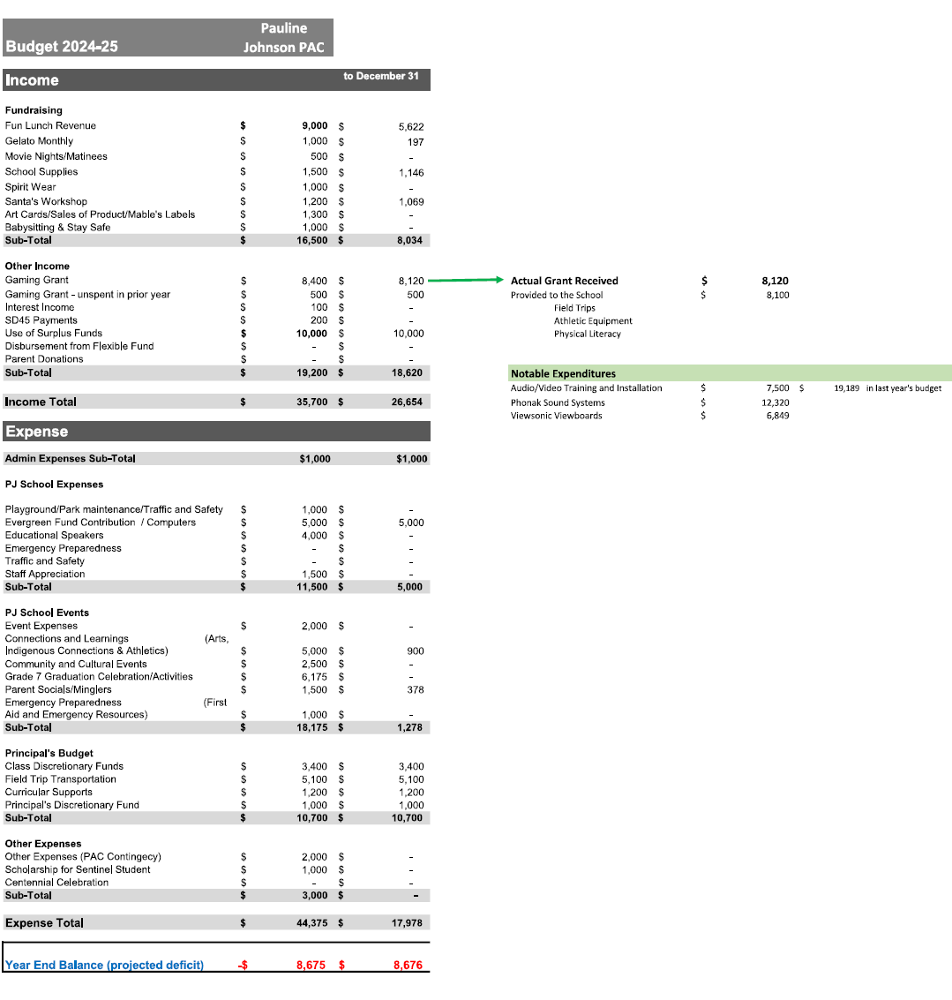 Pauline
Budget 2024-25 Johnson PAC
Income to December 31
Fundraising
Fun Lunch Revenue $ 9,000 $ 5,622
Gelato Monthly $ 1,000 $ 197
Movie Nights/Matinees $ 500 $ -
School Supplies $ 1,500 $ 1,146
Spirit Wear $ 1,000 $ -
Santa's Workshop $ 1,200 $ 1,069
Art Cards/Sales of Product/Mable's Labels $ 1,300 $ -
Babysitting & Stay Safe $ 1,000 $ -
Sub-Total $ 16,500 $ 8,034
Other Income
Gaming Grant $ 8,400 $ 8,120 Actual Grant Received $ 8,120
Gaming Grant - unspent in prior year $ 500 $ 500 Provided to the School $ 8,100
Interest Income $ 100 $ - Field Trips
SD45 Payments $ 200 $ - Athletic Equipment
Use of Surplus Funds $ 10,000 $ 10,000 Physical Literacy
Disbursement from Flexible Fund $ - $ -
Parent Donations $ - $ -
Sub-Total $ 19,200 $ 18,620 Notable Expenditures
Audio/Video Training and Installation $ 7,500 $ 19,189 in last year's budget
Income Total $ 35,700 $ 26,654 Phonak Sound Systems $ 12,320
Viewsonic Viewboards $ 6,849
Expense
Admin Expenses Sub-Total $1,000 $1,000
PJ School Expenses
Playground/Park maintenance/Traffic and Safety $ 1,000 $ -
Evergreen Fund Contribution / Computers $ 5,000 $ 5,000
Educational Speakers $ 4,000 $ -
Emergency Preparedness $ - $ -
Traffic and Safety $ - $ -
Staff Appreciation $ 1,500 $ -
Sub-Total $ 11,500 $ 5,000
PJ School Events
Event Expenses $ 2,000 $ -
Connections and Learnings (Arts,
Indigenous Connections & Athletics) $ 5,000 $ 900
Community and Cultural Events $ 2,500 $ -
Grade 7 Graduation Celebration/Activities $ 6,175 $ -
Parent Socials/Minglers $ 1,500 $ 378
Emergency Preparedness (First
Aid and Emergency Resources) $ 1,000 $ -
Sub-Total $ 18,175 $ 1,278
Principal's Budget
Class Discretionary Funds $ 3,400 $ 3,400
Field Trip Transportation $ 5,100 $ 5,100
Curricular Supports $ 1,200 $ 1,200
Principal's Discretionary Fund $ 1,000 $ 1,000
Sub-Total $ 10,700 $ 10,700
Other Expenses
Other Expenses (PAC Contingecy) $ 2,000 $ -
Scholarship for Sentinel Student $ 1,000 $ -
Centennial Celebration $ - $ -
Sub-Total $ 3,000 $ -
Expense Total $ 44,375 $ 17,978
Year End Balance (projected deficit) -$ 8,675 $ 8,676